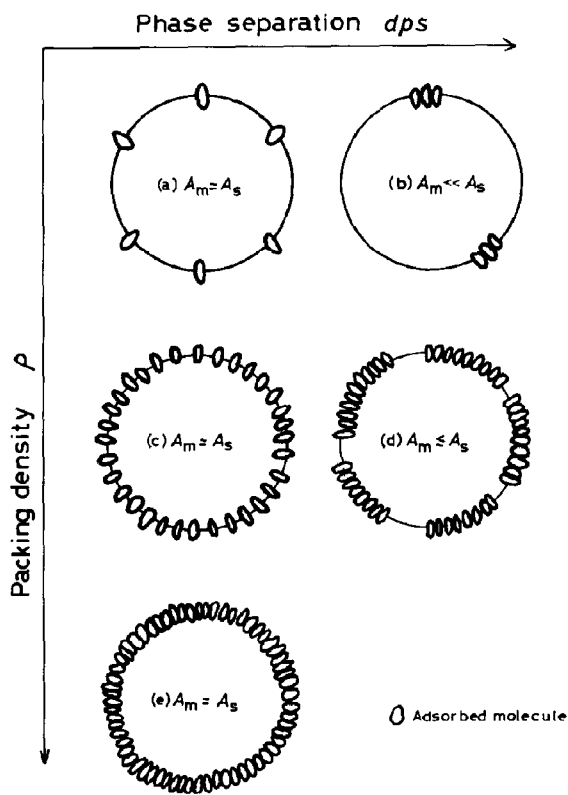 Phase separation dps
Packing density ρ
(a) Am ≃ As
(b) Am << As
(c) Am ≃ As
(d) Am ≤ As
(e) Am = As
Adsorbed molecule